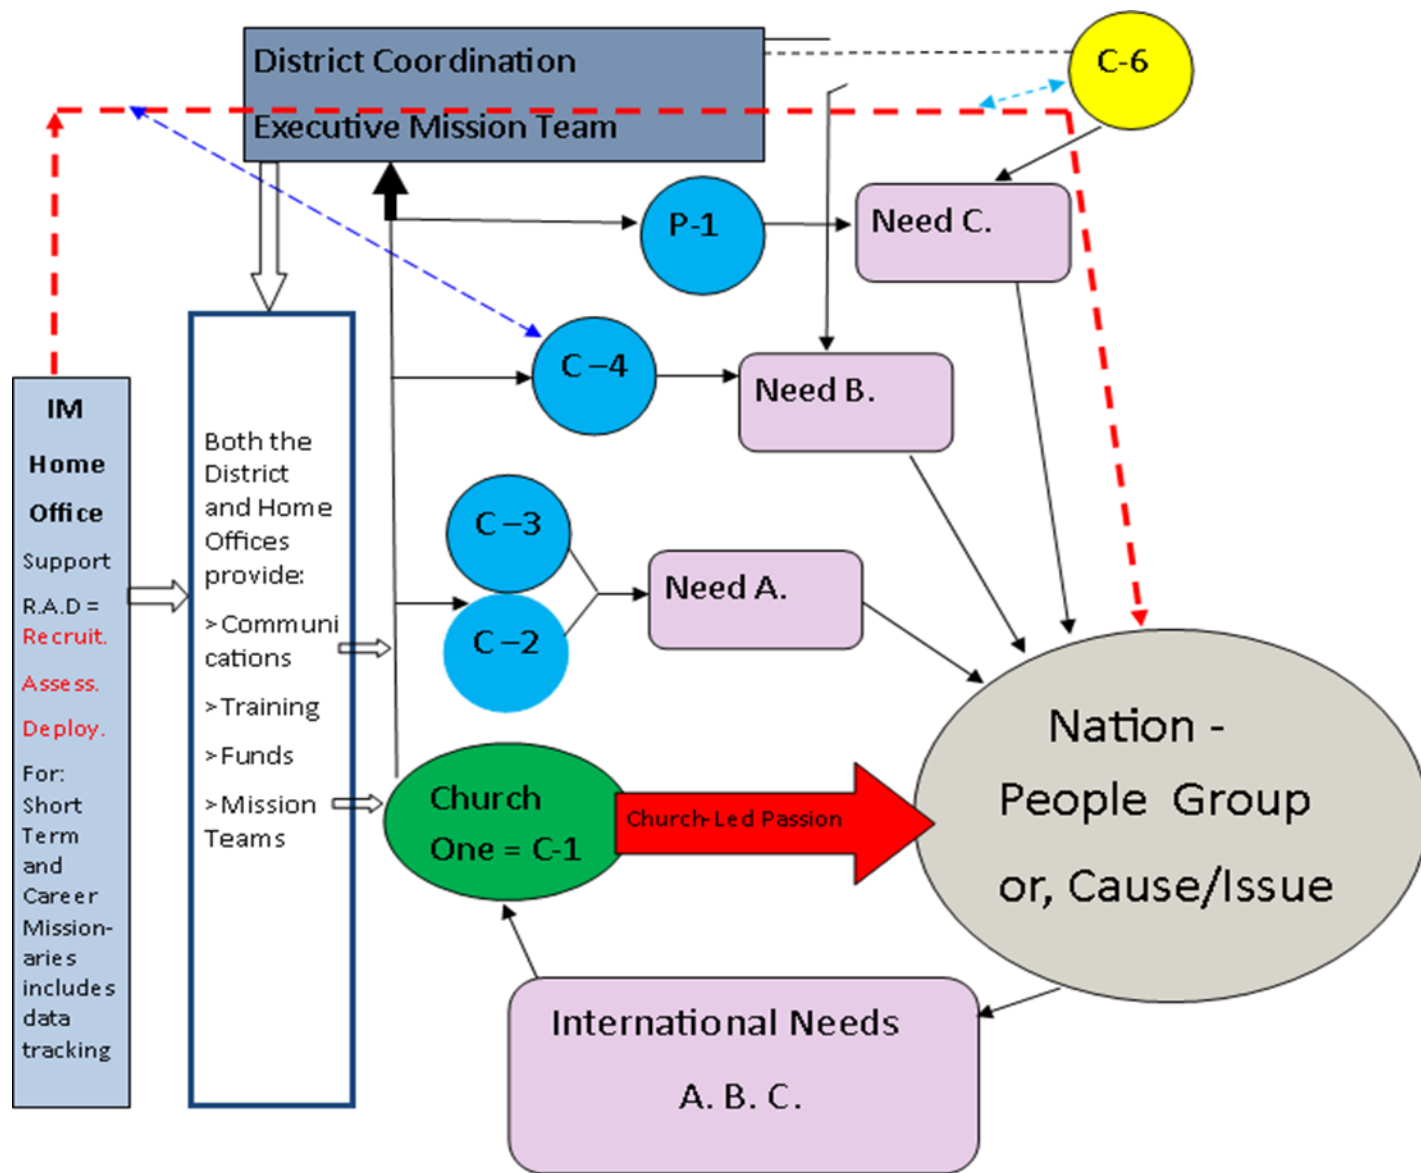 District Coordination
Executive Mission Team
C-6
P-1
Need C.
C –4
Need B.
C –3
C –2
Need A.
IM
Home
Office
Support
R.A.D =
Recruit.
Assess.
Deploy.
For:
Short
Term
and
Career
Mission-
aries
includes
data
tracking
Both the
District
and Home
Offices
provide:
>Communi
cations
>Training
>Funds
>Mission
Teams
Church
One = C-1
Church-Led Passion
Nation -
People Group
or, Cause/Issue
International Needs
A. B. C.